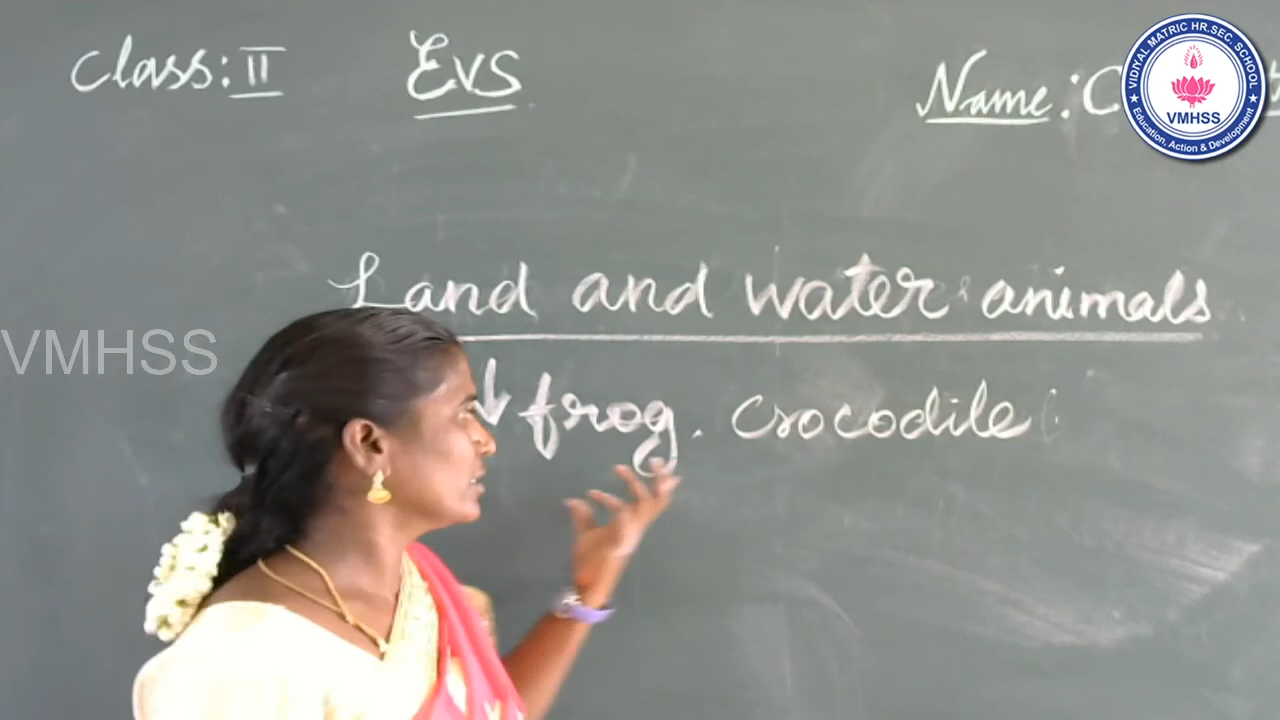 Class: II EVS Name:
VIDIYAL MATRIC HR.SEC. SCHOOL
VMHSS
Education, Action & Development
Land and water animals
VMHSS
frog. crocodile